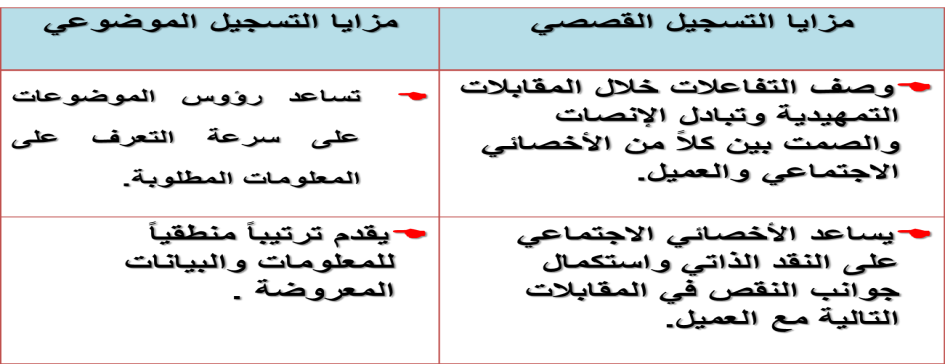 مزايا التسجيل القصصي
مزايا التسجيل الموضوعي
وصف التفاعلات خلال المقابلات
التمهيدية وتبادل الإنصات
والصمت بين كلاً من الأخصائي
الاجتماعي والعميل.
تساعد رؤوس الموضوعات
على سرعة التعرف على
المعلومات المطلوبة.
يساعد الأخصائي الاجتماعي
على النقد الذاتي واستكمال
جوانب النقص في المقابلات
التالية مع العميل.
يقدم ترتيباً منطقياً
للمعلومات والبيانات
المعروضة .